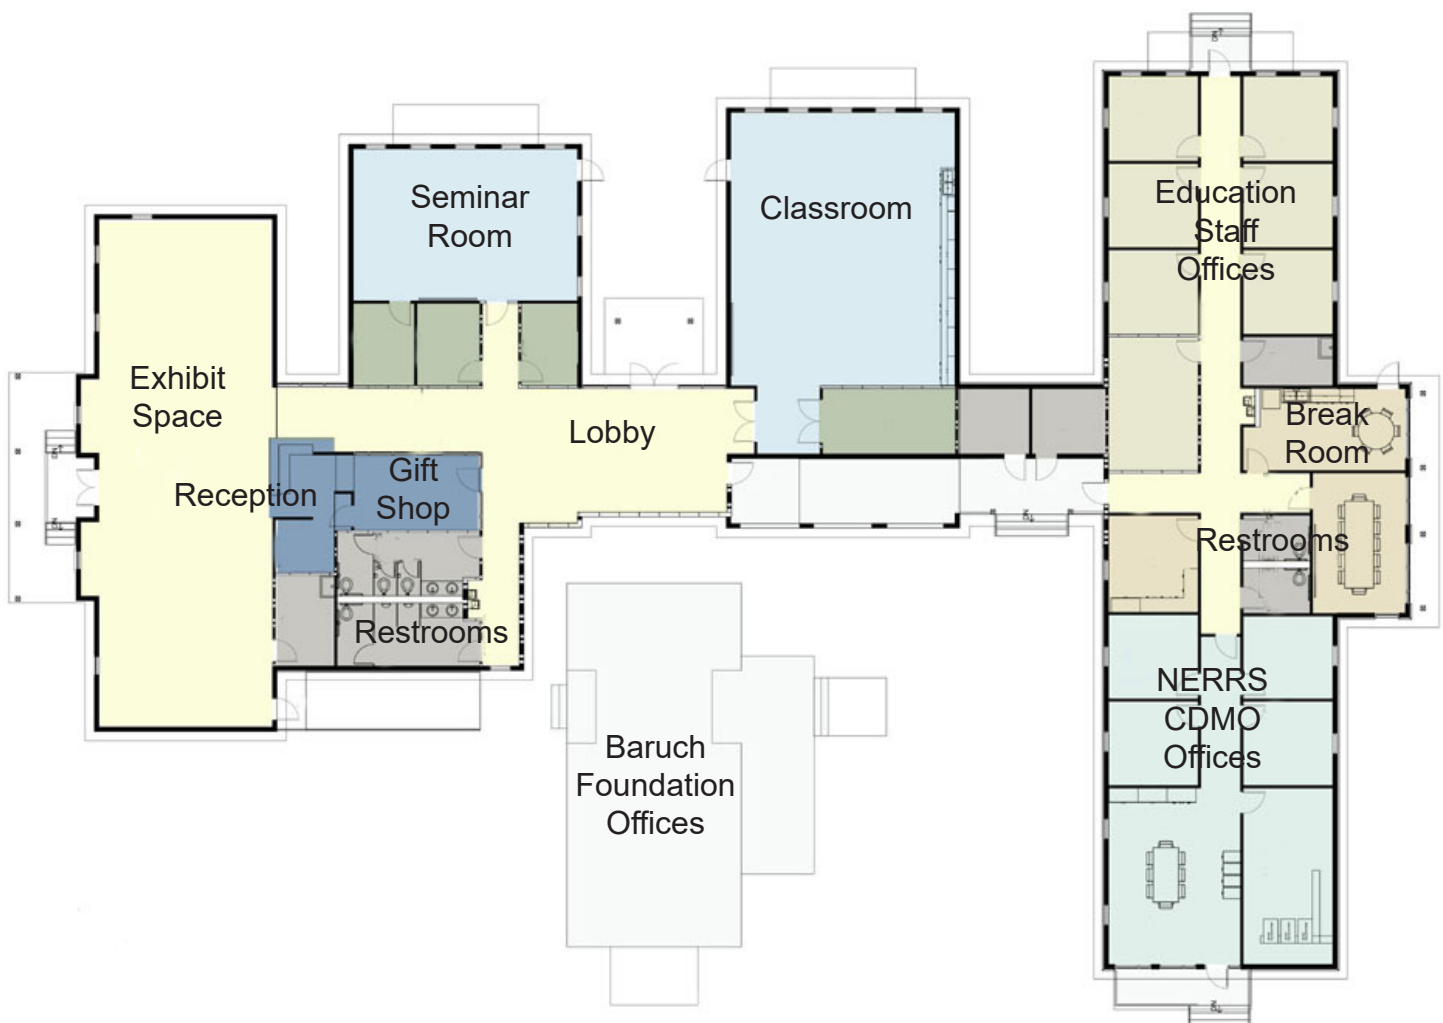 Seminar
Room
Classroom
Education
Staff
Offices
Exhibit
Space
Lobby
Break
Room
Reception
Gift
Shop
Restrooms
Restrooms
NERRS
CDMO
Offices
Baruch
Foundation
Offices